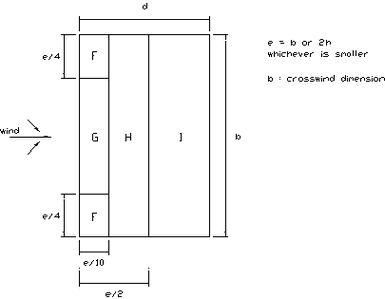 d
e = b or 2h
whichever is smaller
b : crosswind dimension
e/4
F
wind
G
H
I
b
e/4
F
e/10
e/2